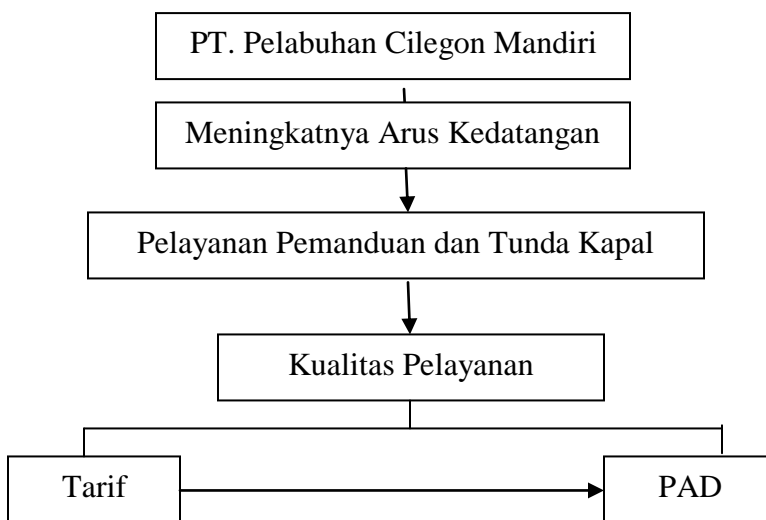 PT. Pelabuhan Cilegon Mandiri
Meningkatnya Arus Kedatangan
Pelayanan Pemanduan dan Tunda Kapal
Kualitas Pelayanan
Tarif
PAD